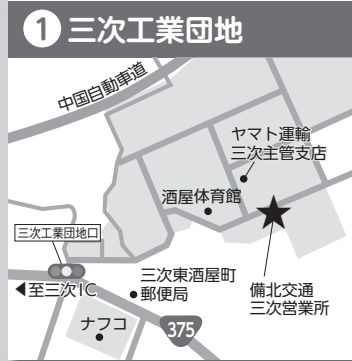 1 三次工業団地
中国自動車道
ヤマト運輸
三次主管支店
酒屋体育館
三次工業団地口
◀至三次IC
三次東酒屋町
郵便局
備北交通
三次営業所
ナフコ
375